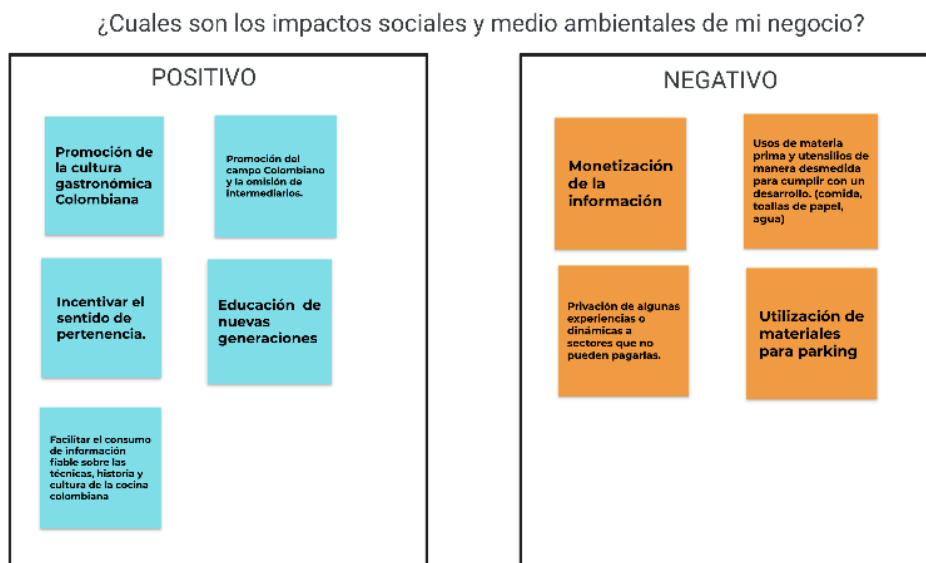 ¿Cuales son los impactos sociales y medio ambientales de mi negocio?
POSITIVO
Promoción de
la cultura
gastronómica
Colombiana
Promoción del
campo Colombiano
y la omisión de
intermediarios.
Incentivar el
sentido de
pertenencia.
Educación de
nuevas
generaciones
Facilitar el consumo
de información
fiable sobre las
técnicas, historia y
cultura de la cocina
colombiana
NEGATIVO
Monetización
de la
información
Usos de materia
prima y utensilios de
manera desmedida
para cumplir con un
desarrollo. (comida,
toallas de papel,
agua)
Privación de algunas
experiencias o
dinámicas a
sectores que no
pueden pagarlas.
Utilización de
materiales
para parking